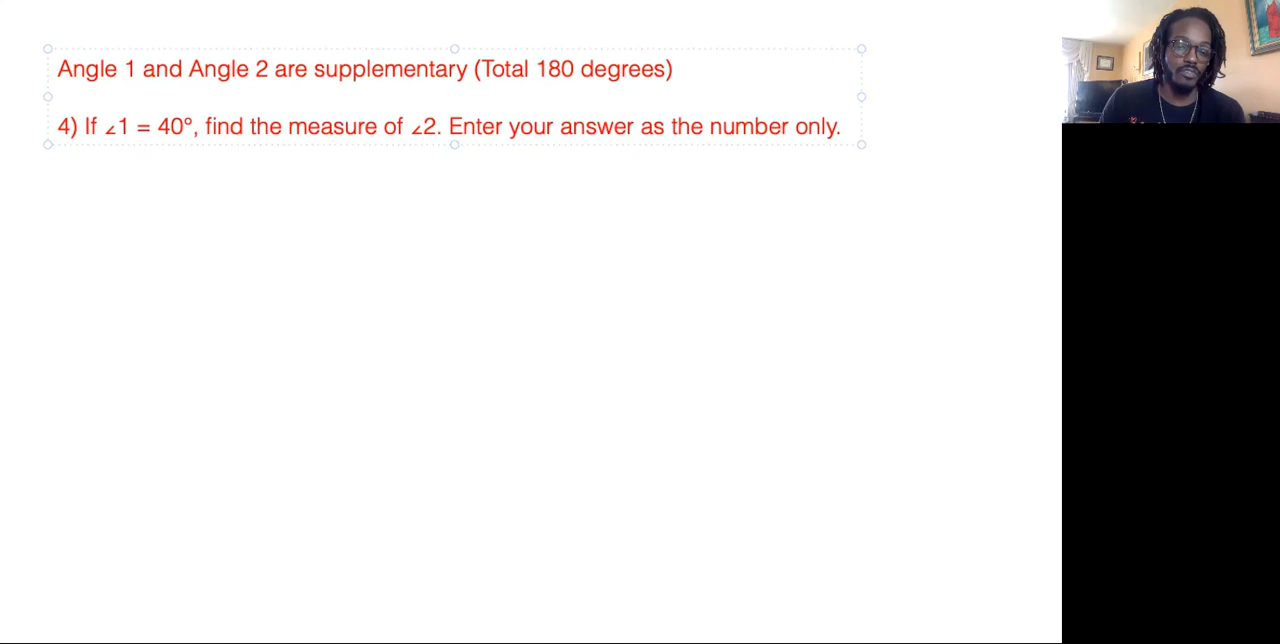 Angle 1 and Angle 2 are supplementary (Total 180 degrees)
4) If ∠1 = 40º, find the measure of ∠2. Enter your answer as the number only.